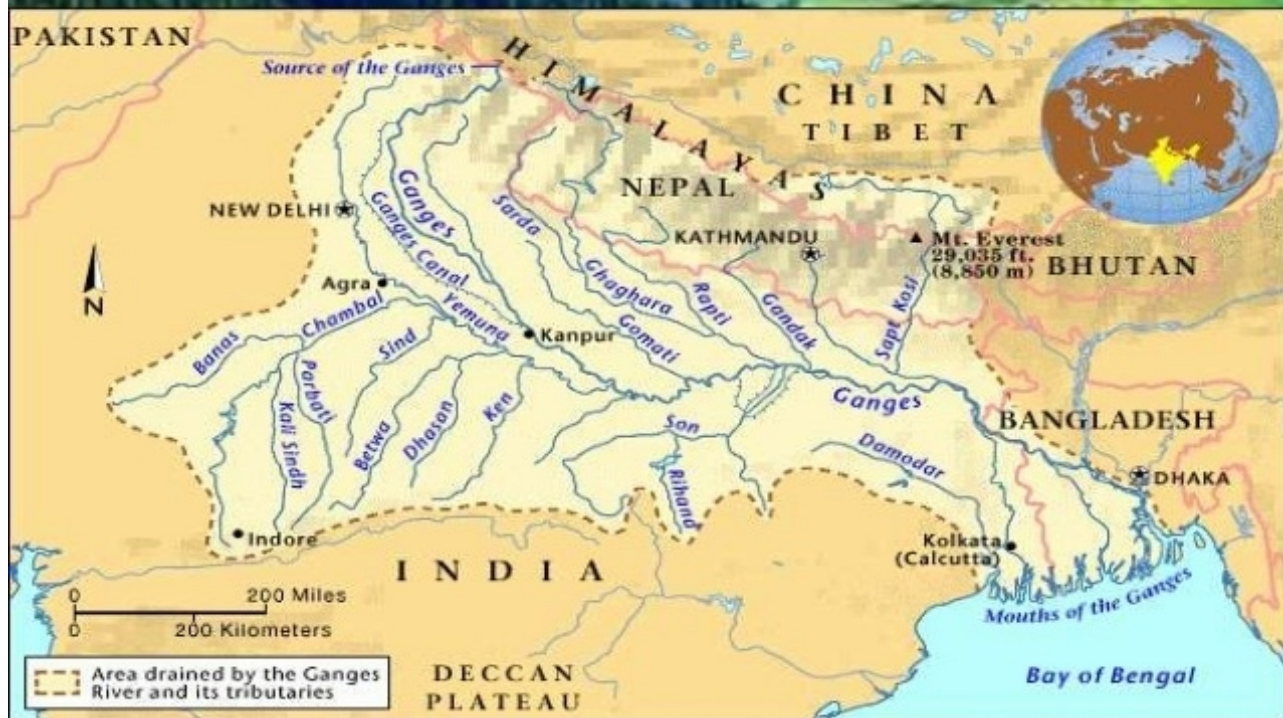 PAKISTAN
Source of the Ganges
HIMALAYAS
CHINA
TIBET
NEPAL
NEW DELHI
Ganges
Ganges Canal
Sarda
KATHMANDU
Mt. Everest
29,035 ft.
(8,850 m)
BHUTAN
N
Agra
Chambal
Yemuna
Ghaghara
Rapti
Gandak
Sapt Kosi
Banas
Sind
Kanpur
Gomati
Parbati
Kali Sindh
Betwa
Dhasan
Ken
Son
Rihand
Ganges
Damodar
BANGLADESH
DHAKA
Indore
INDIA
Kolkata
(Calcutta)
Mouths of the Ganges
0 200 Miles
0 200 Kilometers
Area drained by the Ganges
River and its tributaries
DECCAN
PLATEAU
Bay of Bengal